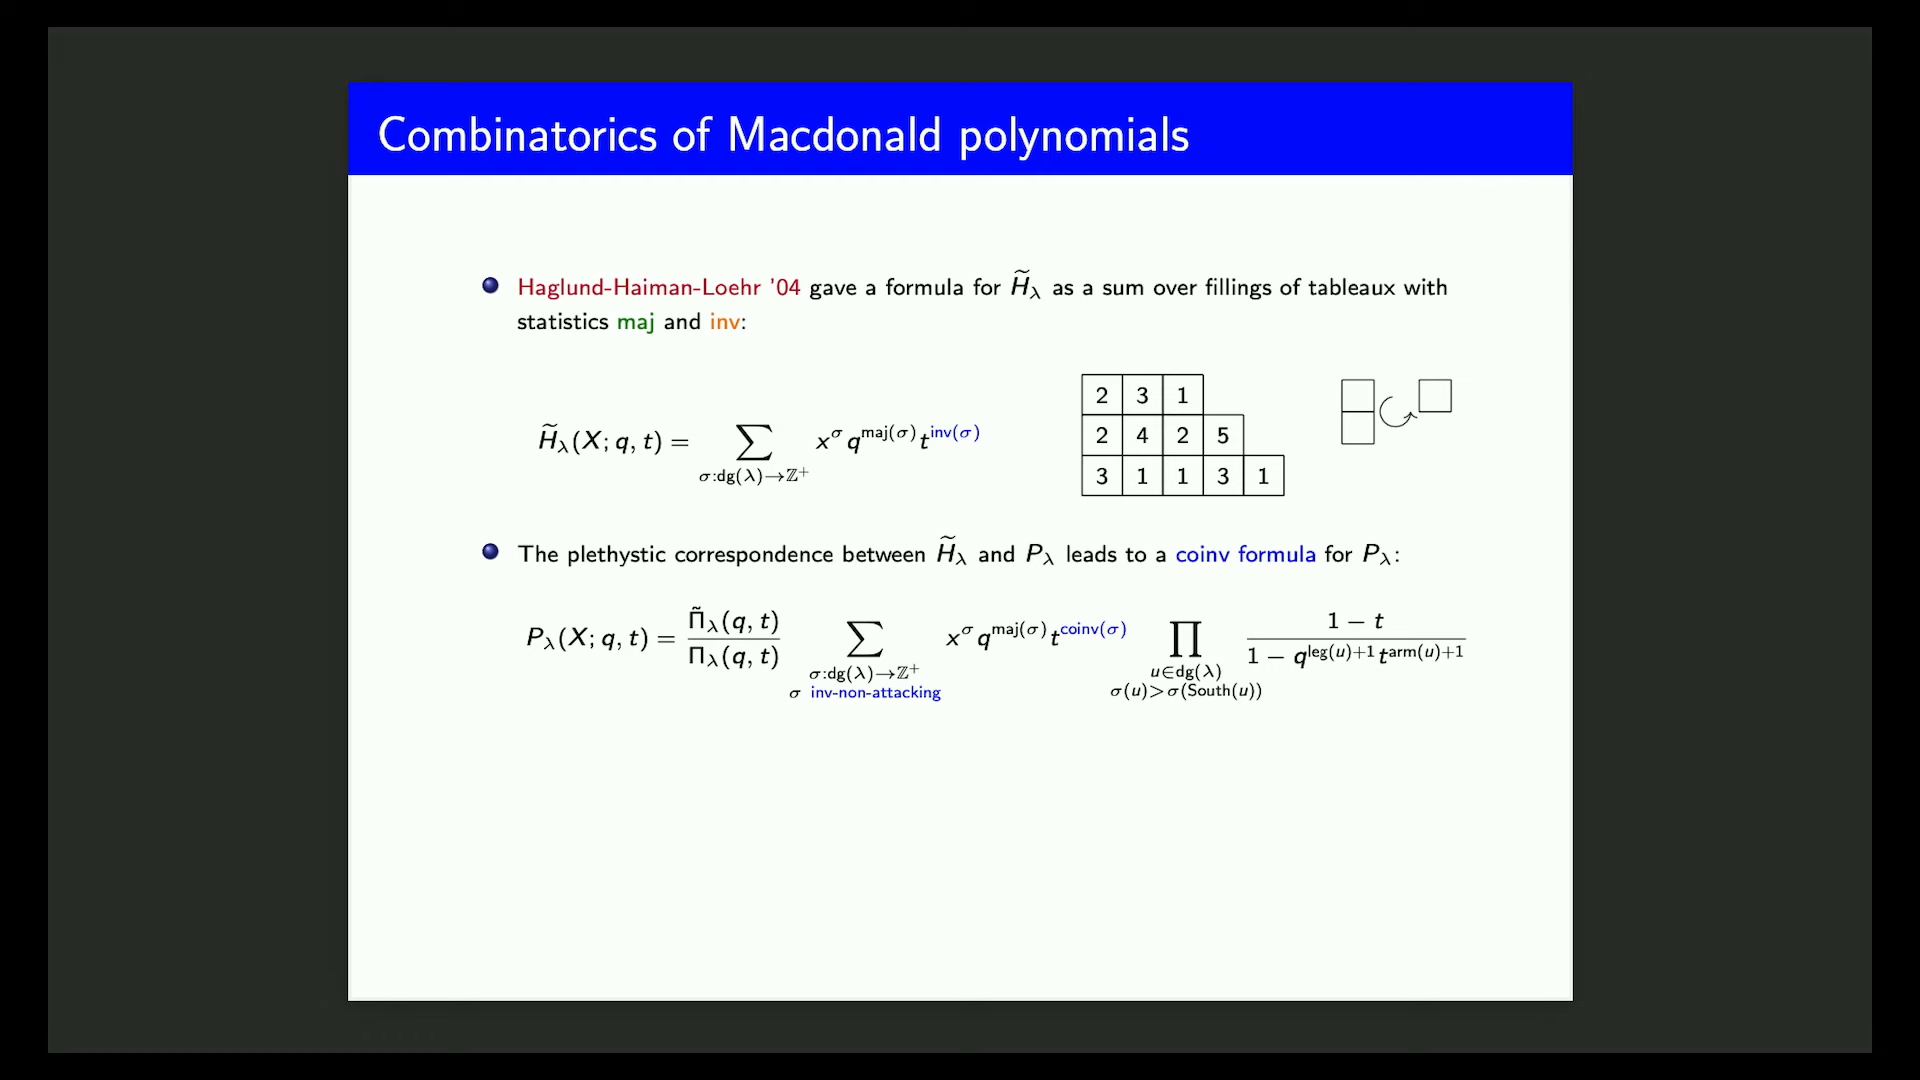 Combinatorics of Macdonald polynomials
Haglund-Haiman-Loehr '04 gave a formula for H̃_λ as a sum over fillings of tableaux with
statistics maj and inv:
H̃_λ(X; q, t) = ∑_{σ:dg(λ)→ℤ⁺} x^σ q^{maj(σ)} t^{inv(σ)}
2 3 1
2 4 2 5
3 1 1 3 1
The plethystic correspondence between H̃_λ and P_λ leads to a coinv formula for P_λ:
P_λ(X; q, t) = Π̃_λ(q, t) / Π_λ(q, t) ∑_{σ:dg(λ)→ℤ⁺ σ inv-non-attacking} x^σ q^{maj(σ)} t^{coinv(σ)} ∏_{u∈dg(λ) σ(u)>σ(South(u))} 1 − t / 1 − q^{leg(u)+1} t^{arm(u)+1}